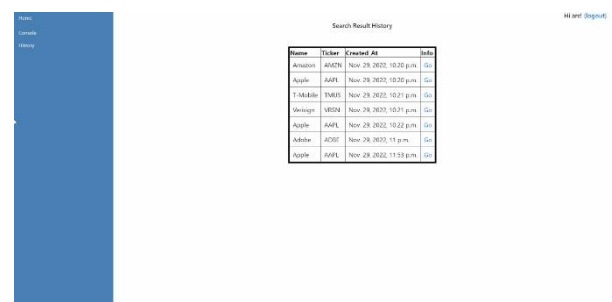 Home
Hi am! (logout)
Search Result History
Console
History
Name Ticker Created At Info
Amazon AMZN Nov. 29, 2022, 10:20 p.m. Go
Apple AAPL Nov. 29, 2022, 10:20 p.m. Go
T-Mobile TMUS Nov. 29, 2022, 10:21 p.m. Go
Verisign VRSN Nov. 29, 2022, 10:21 p.m. Go
Apple AAPL Nov. 29, 2022, 10:22 p.m. Go
Adobe ADBE Nov. 29, 2022, 11 p.m. Go
Apple AAPL Nov. 29, 2022, 11:53 p.m. Go